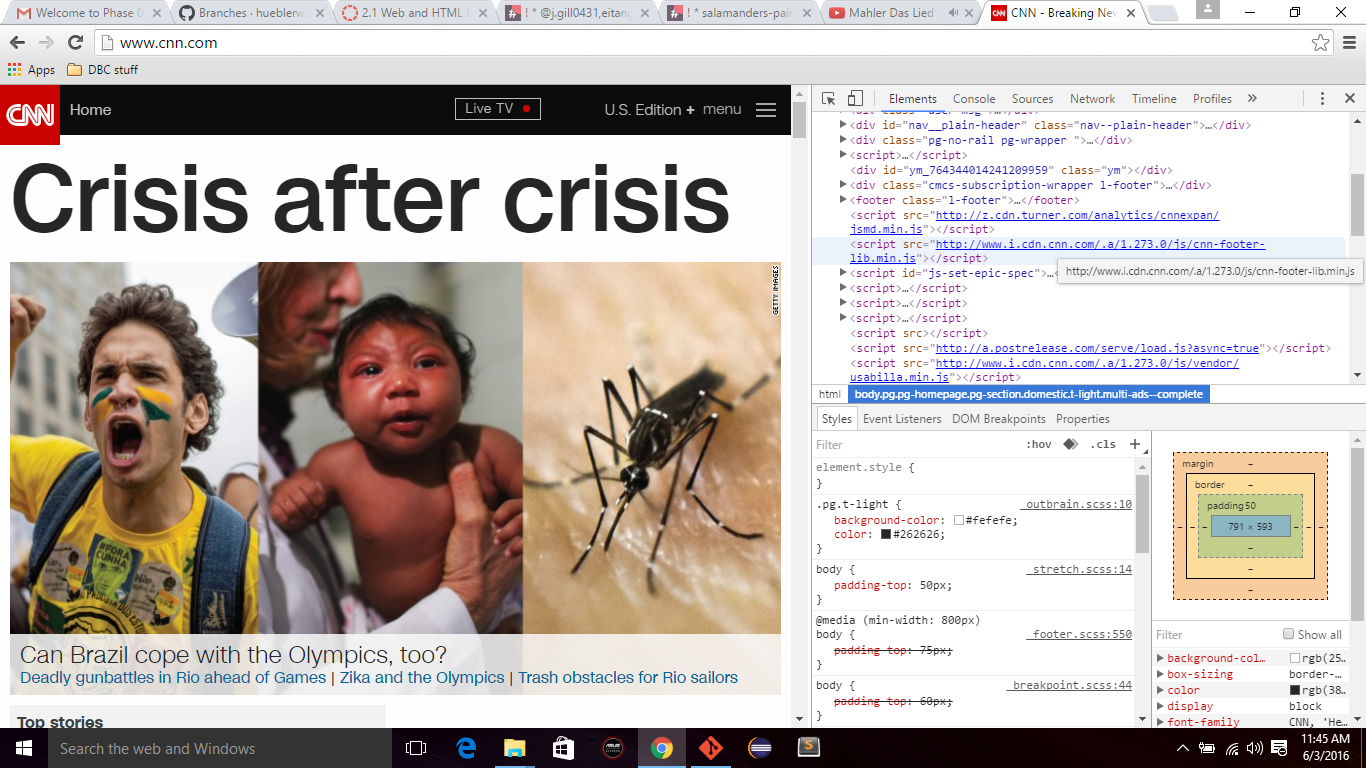 Welcome to Phase 0
Branches · hueblerw
2.1 Web and HTML
! * @j.gill0431,eitang
! * salamanders-pair
Mahler Das Lied
CNN - Breaking New
www.cnn.com
Apps
DBC stuff
CNN
Home
Live TV
U.S. Edition +
menu
Crisis after crisis
GETTY IMAGES
#FORA
CUNHA
Can Brazil cope with the Olympics, too?
Deadly gunbattles in Rio ahead of Games | Zika and the Olympics | Trash obstacles for Rio sailors
Top stories
Elements Console Sources Network Timeline Profiles »
<div id="nav__plain-header" class="nav--plain-header">…</div>
<div class="pg-no-rail pg-wrapper ">…</div>
<script>…</script>
<div id="ym_764344014241209959" class="ym"></div>
<div class="cmcs-subscription-wrapper l-footer">…</div>
<footer class="l-footer">…</footer>
<script src="http://z.cdn.turner.com/analytics/cnnexpan/
jsmd.min.js"></script>
<script src="http://www.i.cdn.cnn.com/.a/1.273.0/js/cnn-footer-
lib.min.js"></script>
http://www.i.cdn.cnn.com/.a/1.273.0/js/cnn-footer-lib.min.js
<script id="js-set-epic-spec">…
<script>…</script>
<script>…</script>
<script>…</script>
<script src></script>
<script src="http://a.postrelease.com/serve/load.js?async=true"></script>
<script src="http://www.i.cdn.cnn.com/.a/1.273.0/js/vendor/
usabilla.min.js"></script>
html body.pg.pg-homepage.pg-section.domestic.t-light.multi-ads--complete
Styles Event Listeners DOM Breakpoints Properties
Filter :hov .cls +
element.style {
}
.pg.t-light { _outbrain.scss:10
background-color: #fefefe;
color: #262626;
}
body { _stretch.scss:14
padding-top: 50px;
}
@media (min-width: 800px)
body { _footer.scss:550
padding-top: 75px;
}
body { _breakpoint.scss:44
padding-top: 60px;
}
margin –
border –
padding50
– – – 791 × 593 – – –
–
–
–
Filter Show all
background-col… rgb(25…
box-sizing border-…
color rgb(38…
display block
font-family CNN, 'He…
Search the web and Windows
11:45 AM
6/3/2016